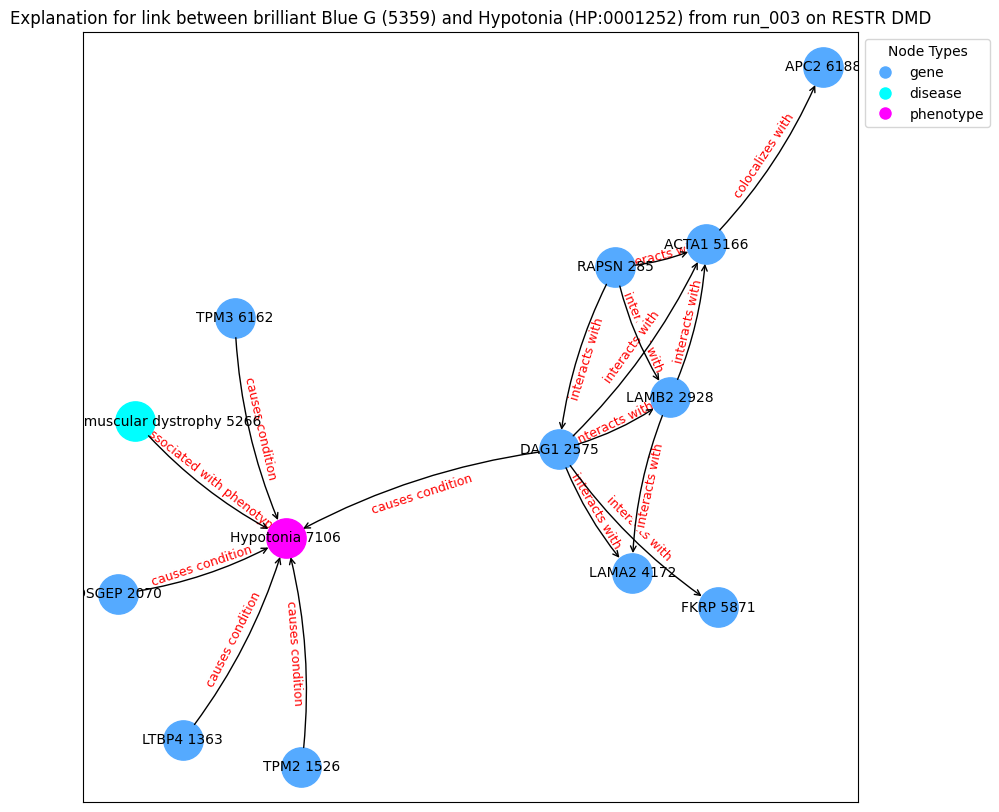 Explanation for link between brilliant Blue G (5359) and Hypotonia (HP:0001252) from run_003 on RESTR DMD
Node Types
gene
disease
phenotype
APC2 6188
colocalizes with
ACTA1 5166
RAPSN 285
interacts with
interacts with
interacts with
interacts with
TPM3 6162
causes condition
LAMB2 2928
muscular dystrophy 5266
associated with phenotype
interacts with
DAG1 2575
interacts with
causes condition
interacts with
interacts with
interacts with
Hypotonia 7106
causes condition
OSGEP 2070
LAMA2 4172
FKRP 5871
causes condition
causes condition
LTBP4 1363
TPM2 1526